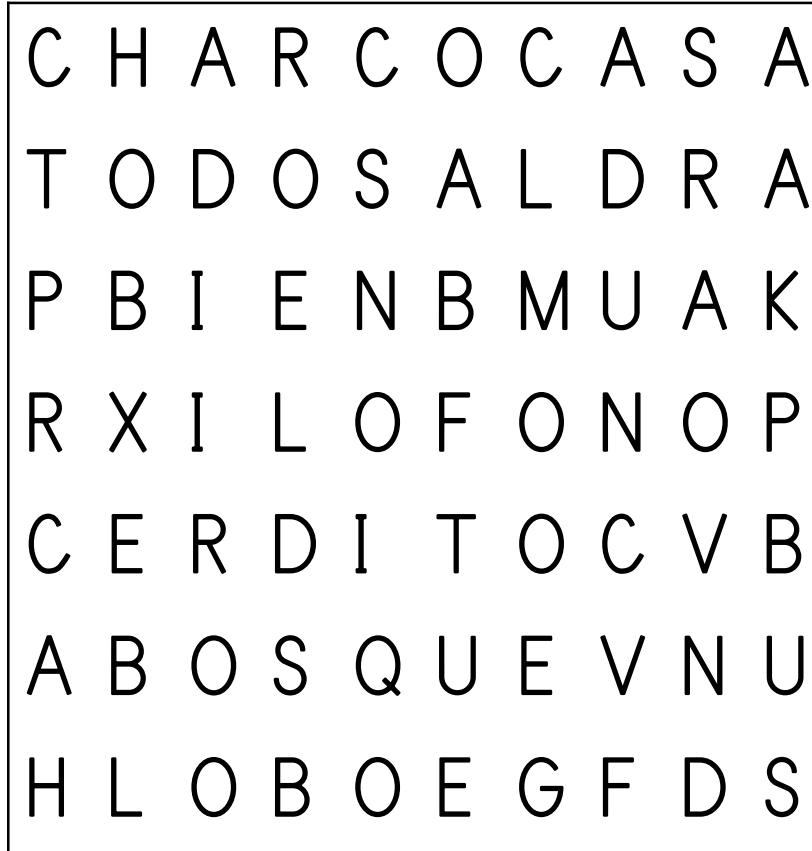 C H A R C O C A S A
T O D O S A L D R A
P B I E N B M U A K
R X I L O F O N O P
C E R D I T O C V B
A B O S Q U E V N U
H L O B O E G F D S